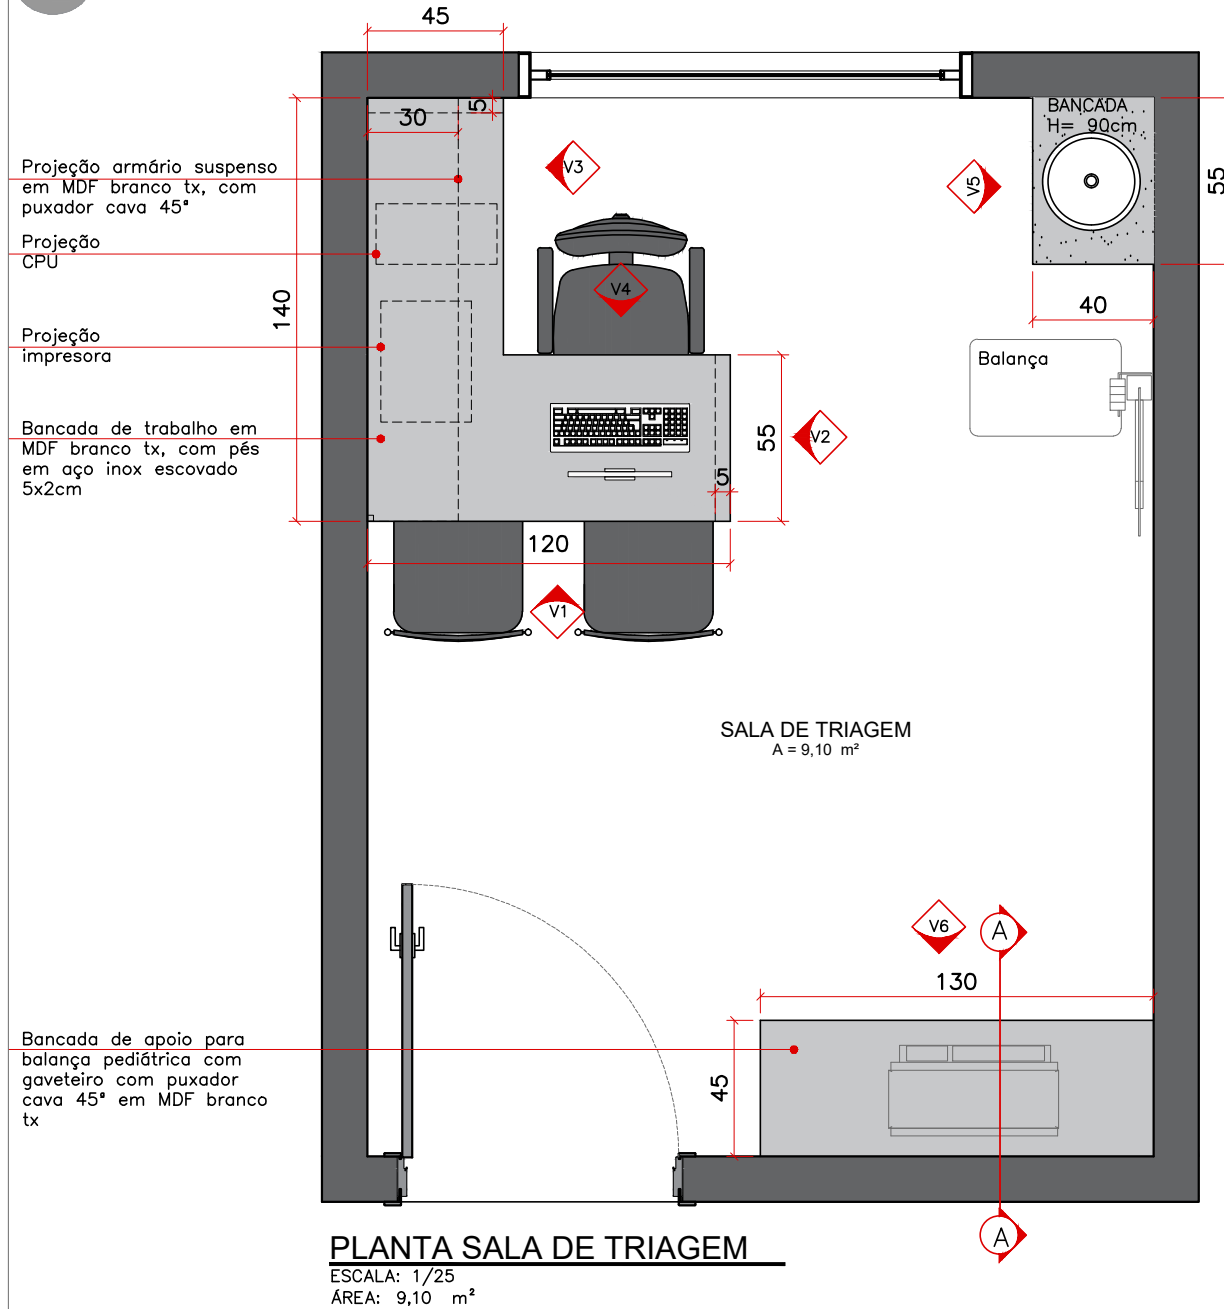 45
5
30
BANCADA
H= 90cm
55
V3
V5
Projeção armário suspenso
em MDF branco tx, com
puxador cava 45ª
Projeção
CPU
140
V4
40
Projeção
impresora
Balança
Bancada de trabalho em
MDF branco tx, com pés
em aço inox escovado
5x2cm
55
V2
5
120
V1
SALA DE TRIAGEM
A = 9,10 m²
V6
A
130
Bancada de apoio para
balança pediátrica com
gaveteiro com puxador
cava 45ª em MDF branco
tx
45
A
PLANTA SALA DE TRIAGEM
ESCALA: 1/25
ÁREA: 9,10 m²